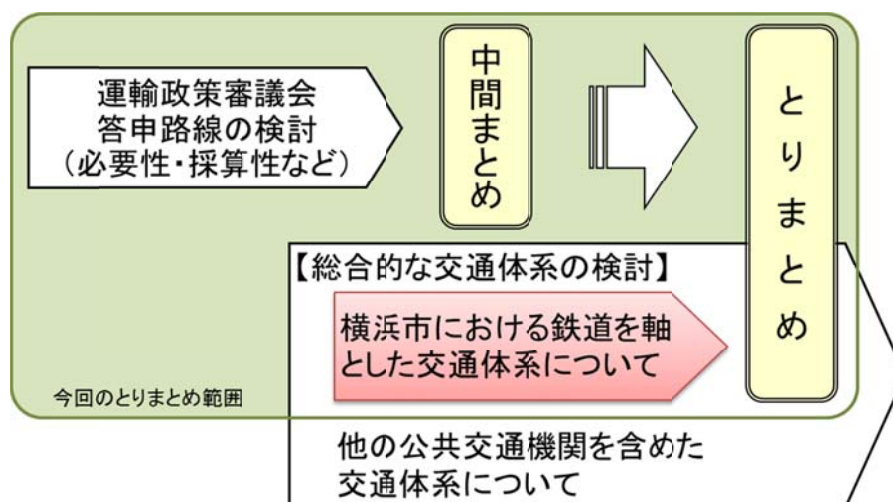 運輸政策審議会
答申路線の検討
（必要性・採算性など）
中間まとめ
とりまとめ
【総合的な交通体系の検討】
横浜市における鉄道を軸
とした交通体系について
今回のとりまとめ範囲
他の公共交通機関を含めた
交通体系について